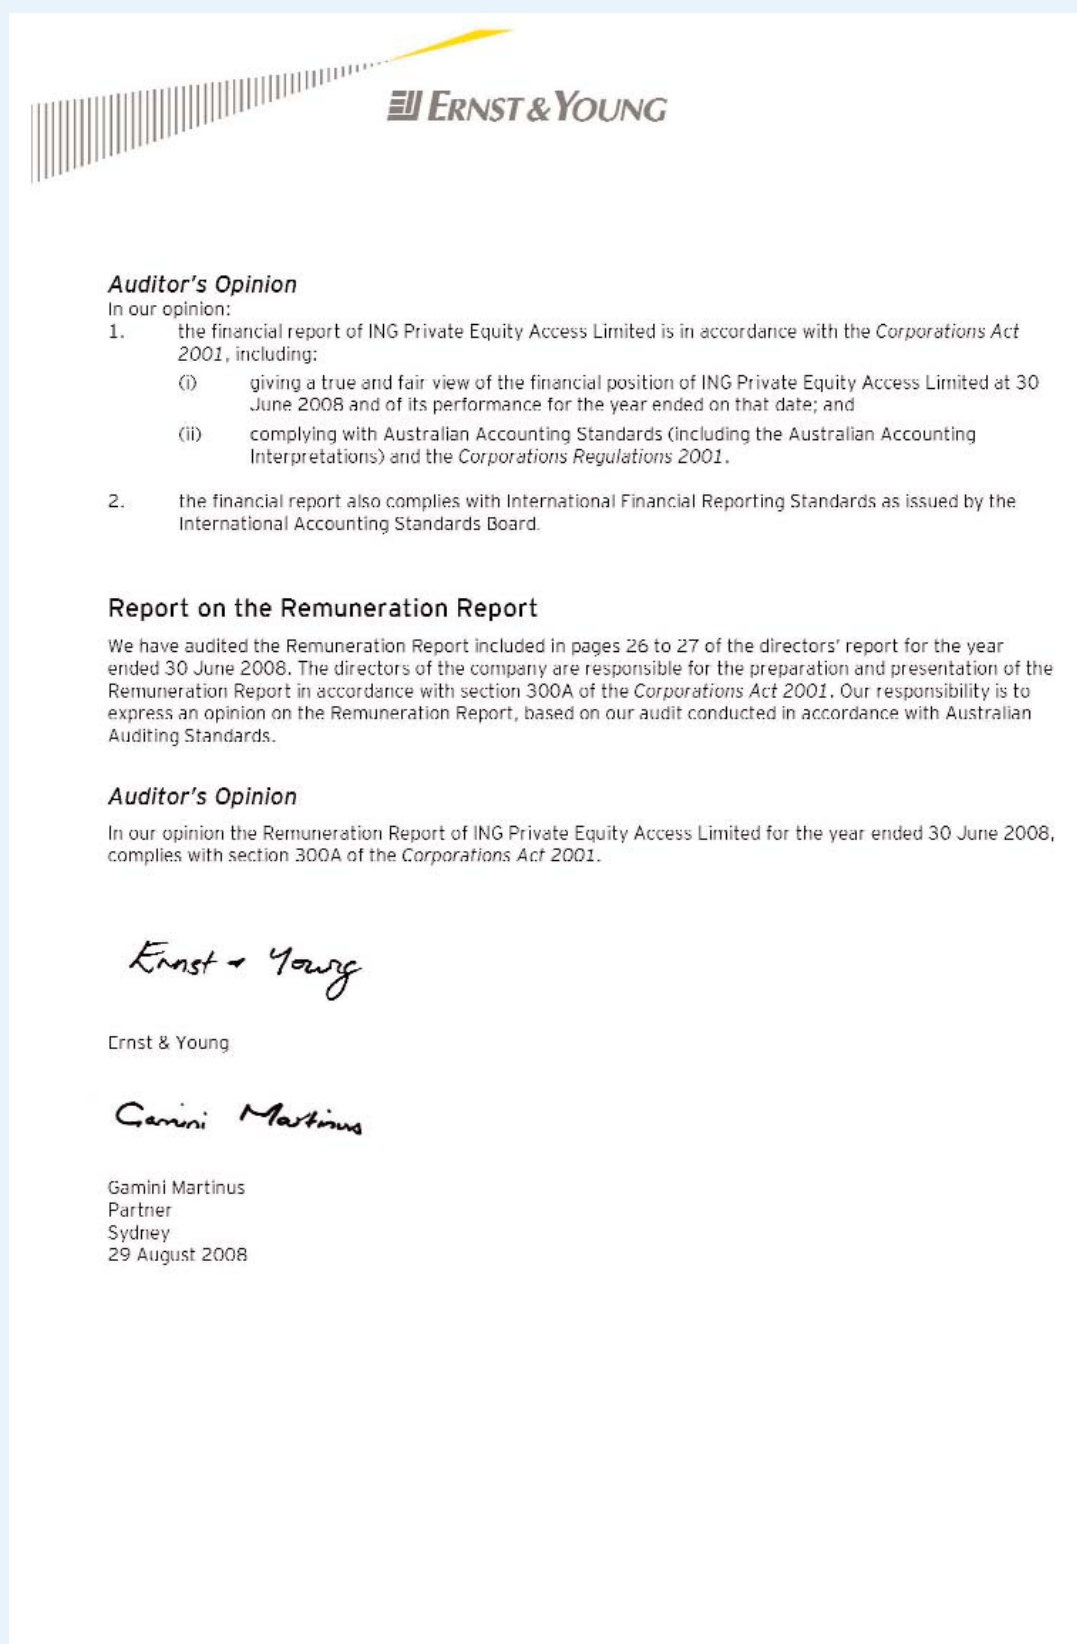 ERNST & YOUNG
Auditor's Opinion
In our opinion:
1. the financial report of ING Private Equity Access Limited is in accordance with the Corporations Act
2001, including:
(i) giving a true and fair view of the financial position of ING Private Equity Access Limited at 30
June 2008 and of its performance for the year ended on that date; and
(ii) complying with Australian Accounting Standards (including the Australian Accounting
Interpretations) and the Corporations Regulations 2001.
2. the financial report also complies with International Financial Reporting Standards as issued by the
International Accounting Standards Board.
Report on the Remuneration Report
We have audited the Remuneration Report included in pages 26 to 27 of the directors' report for the year
ended 30 June 2008. The directors of the company are responsible for the preparation and presentation of the
Remuneration Report in accordance with section 300A of the Corporations Act 2001. Our responsibility is to
express an opinion on the Remuneration Report, based on our audit conducted in accordance with Australian
Auditing Standards.
Auditor's Opinion
In our opinion the Remuneration Report of ING Private Equity Access Limited for the year ended 30 June 2008,
complies with section 300A of the Corporations Act 2001.
Ernst & Young
Ernst & Young
Gamini Martinus
Gamini Martinus
Partner
Sydney
29 August 2008